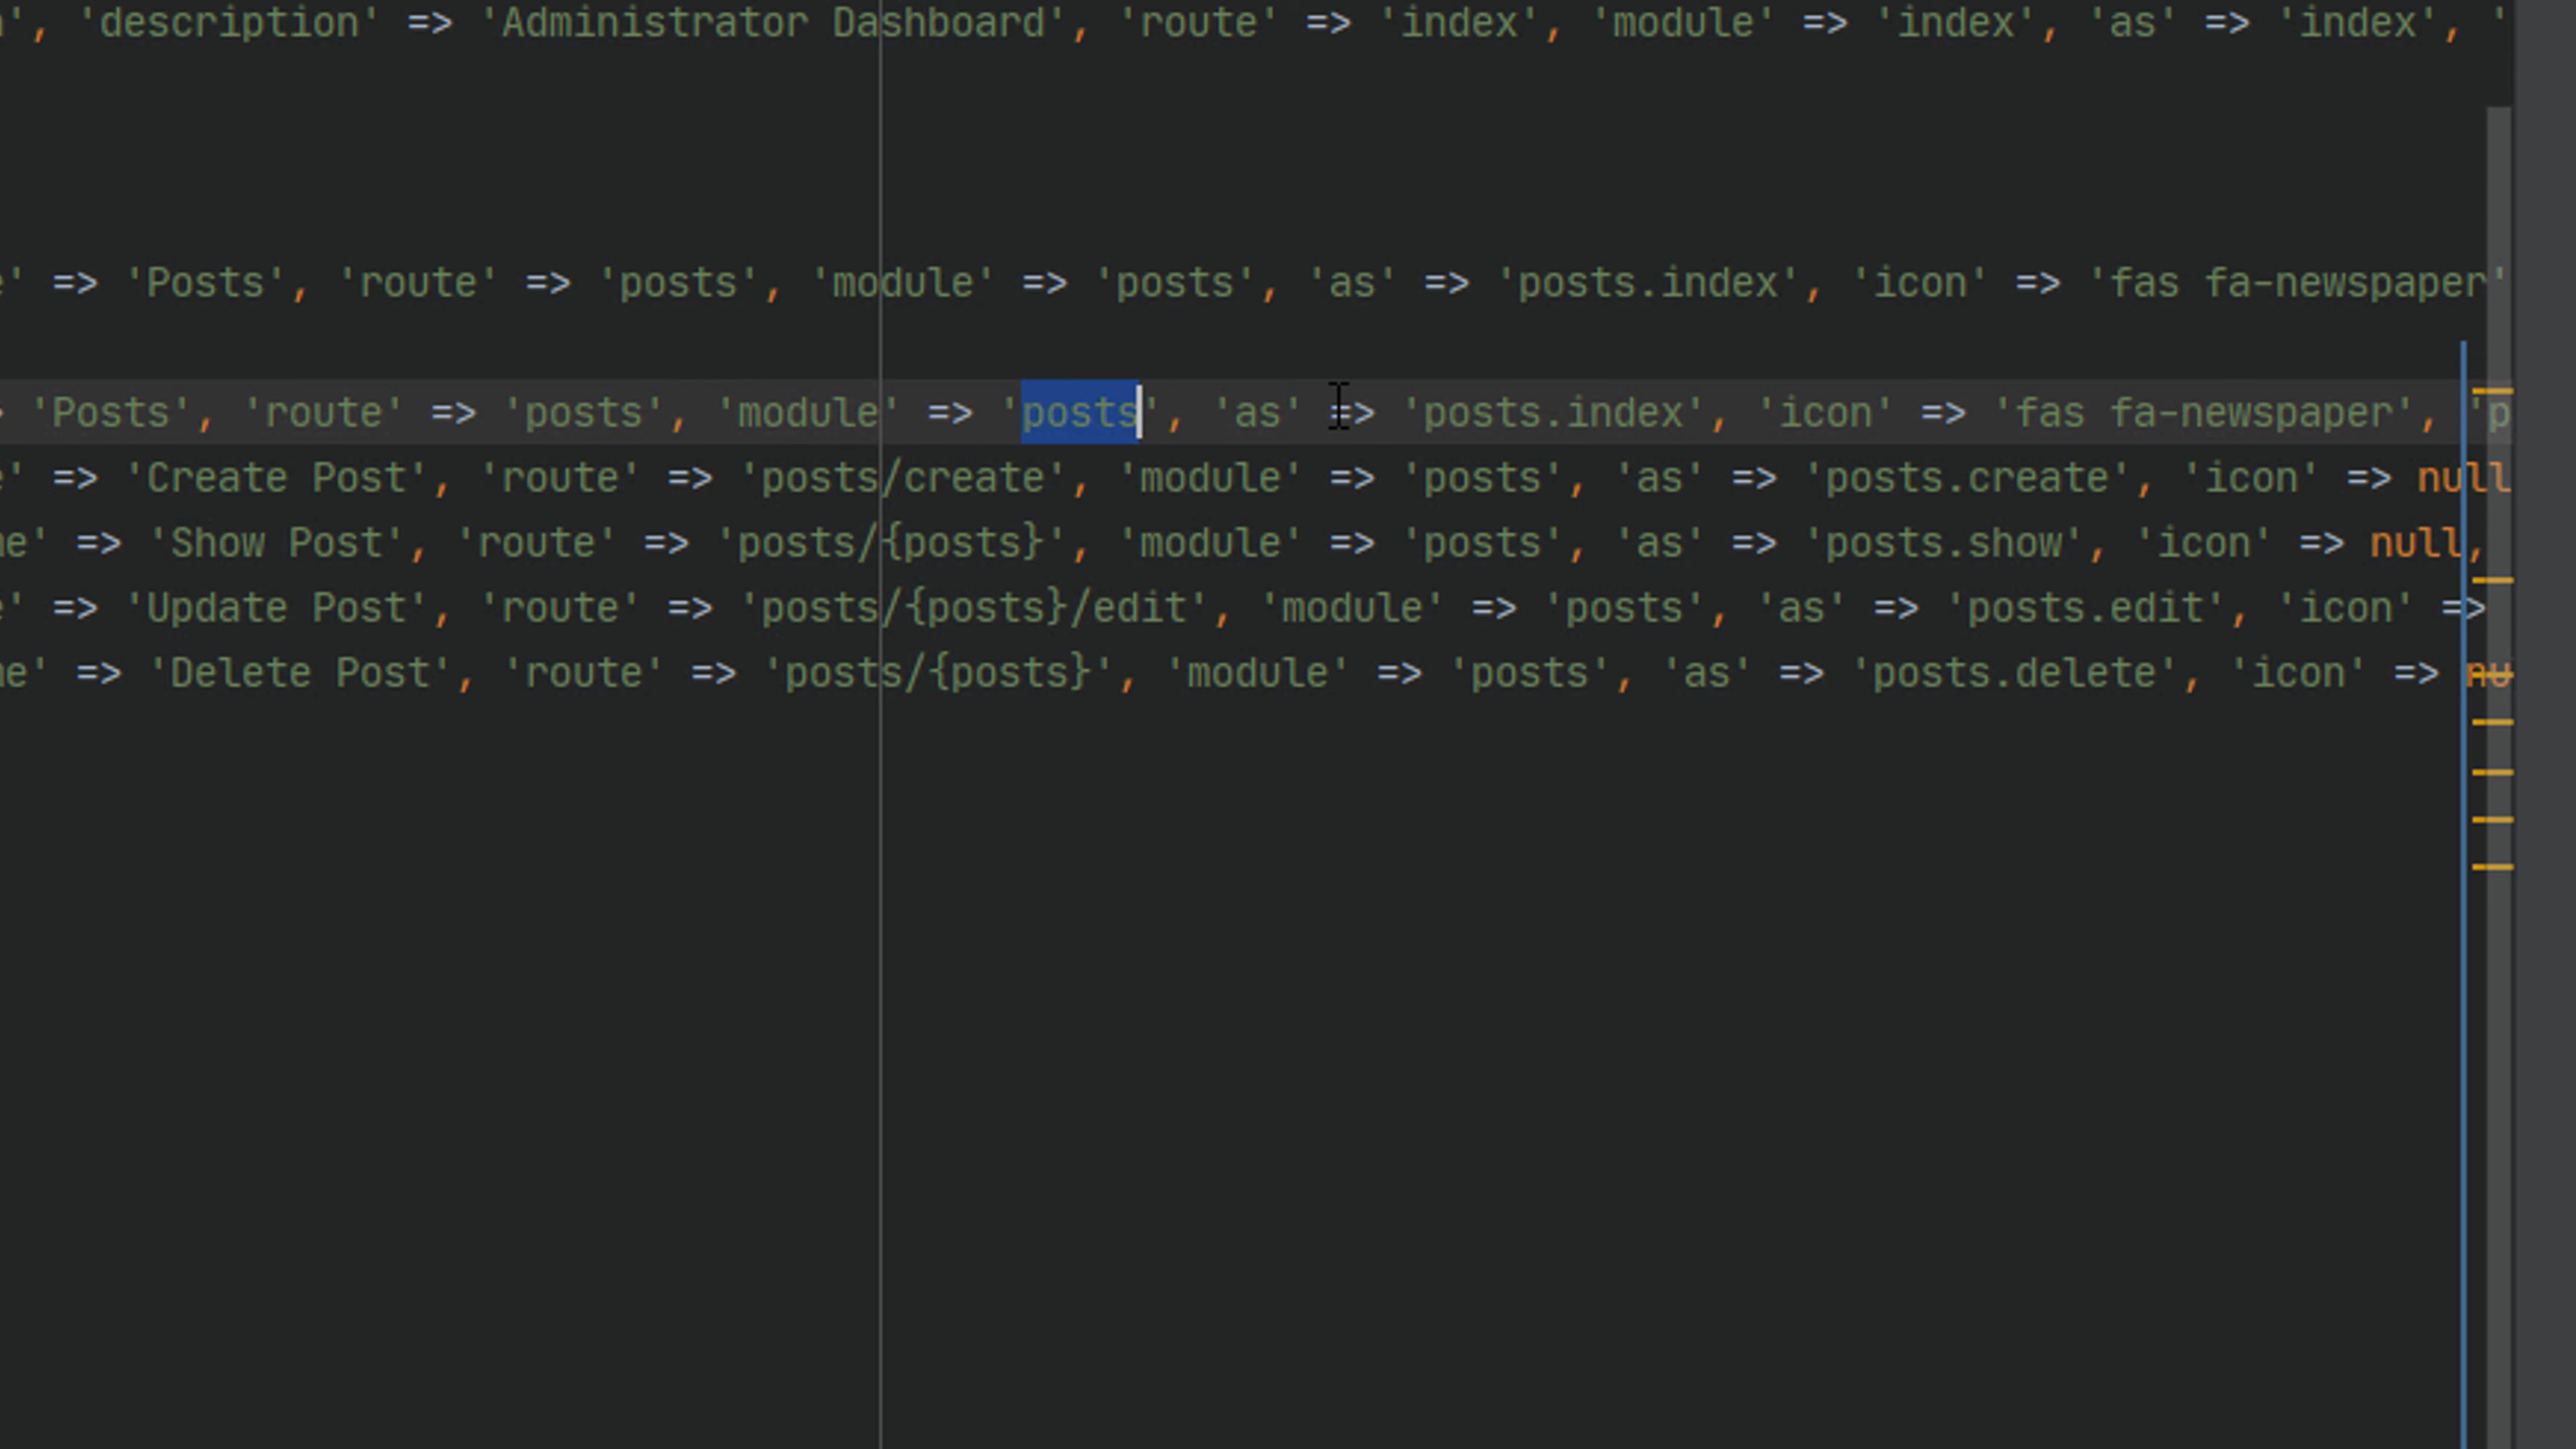 ', 'description' => 'Administrator Dashboard', 'route' => 'index', 'module' => 'index', 'as' => 'index', '
e' => 'Posts', 'route' => 'posts', 'module' => 'posts', 'as' => 'posts.index', 'icon' => 'fas fa-newspaper'
> 'Posts', 'route' => 'posts', 'module' => 'posts', 'as' => 'posts.index', 'icon' => 'fas fa-newspaper', 'p
e' => 'Create Post', 'route' => 'posts/create', 'module' => 'posts', 'as' => 'posts.create', 'icon' => null
me' => 'Show Post', 'route' => 'posts/{posts}', 'module' => 'posts', 'as' => 'posts.show', 'icon' => null,
e' => 'Update Post', 'route' => 'posts/{posts}/edit', 'module' => 'posts', 'as' => 'posts.edit', 'icon' =>
me' => 'Delete Post', 'route' => 'posts/{posts}', 'module' => 'posts', 'as' => 'posts.delete', 'icon' => nu